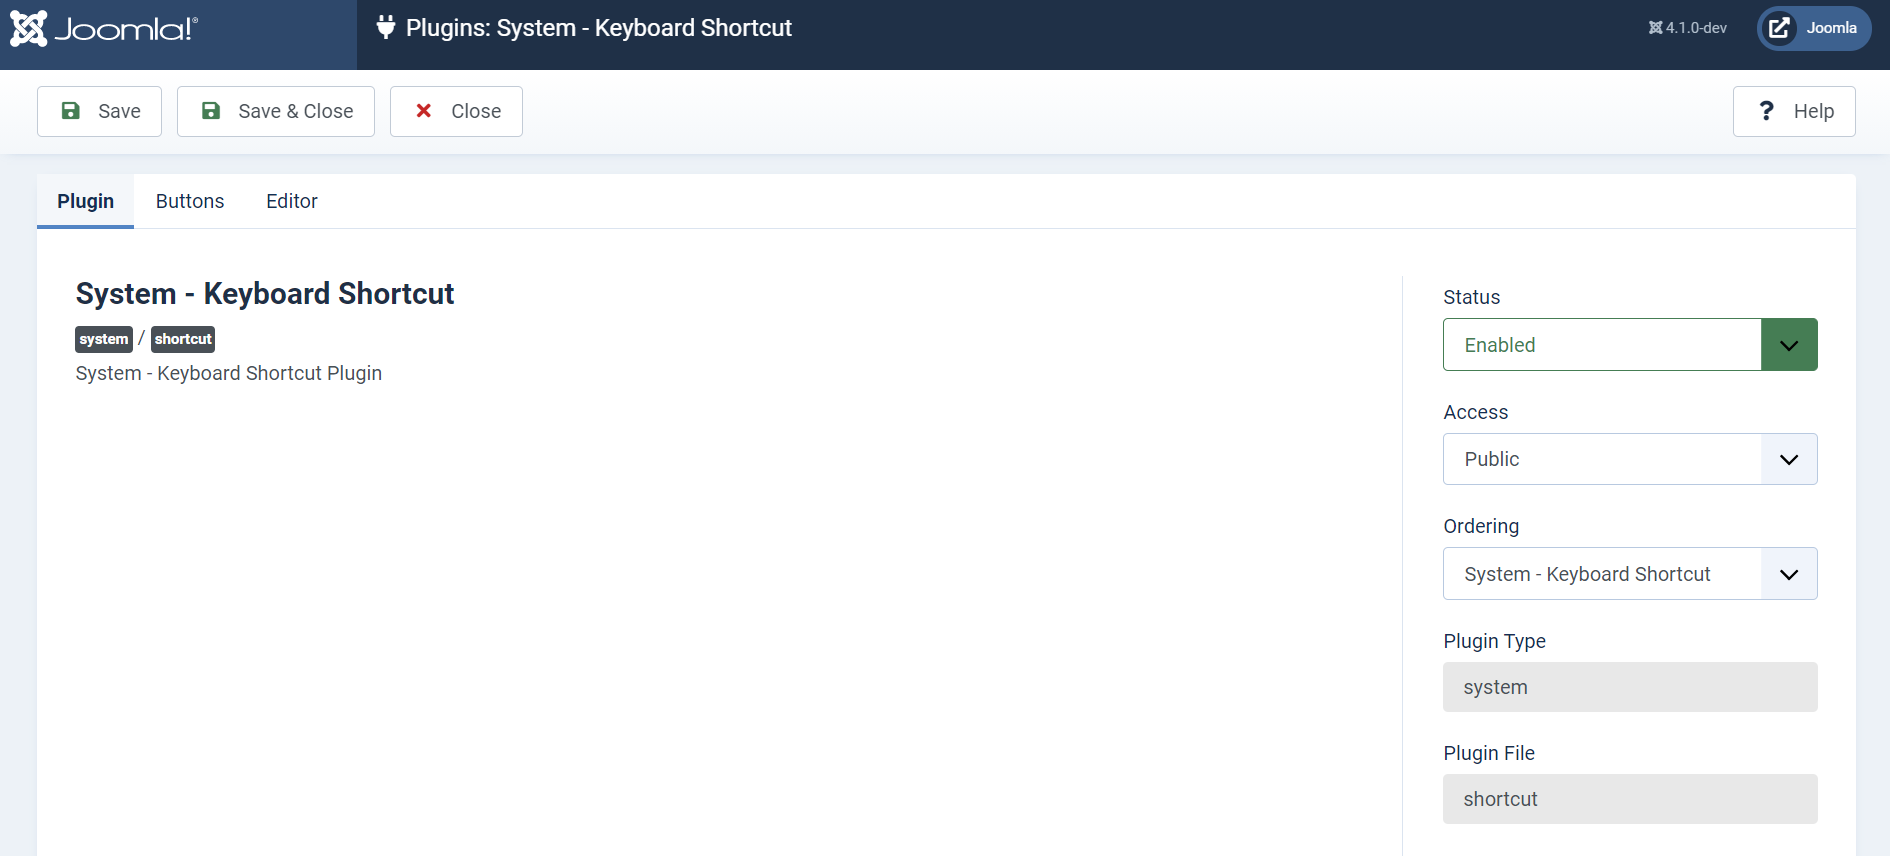 Joomla!®
Plugins: System - Keyboard Shortcut
4.1.0-dev
Joomla
Save
Save & Close
Close
? Help
Plugin
Buttons
Editor
System - Keyboard Shortcut
system / shortcut
System - Keyboard Shortcut Plugin
Status
Enabled
Access
Public
Ordering
System - Keyboard Shortcut
Plugin Type
system
Plugin File
shortcut